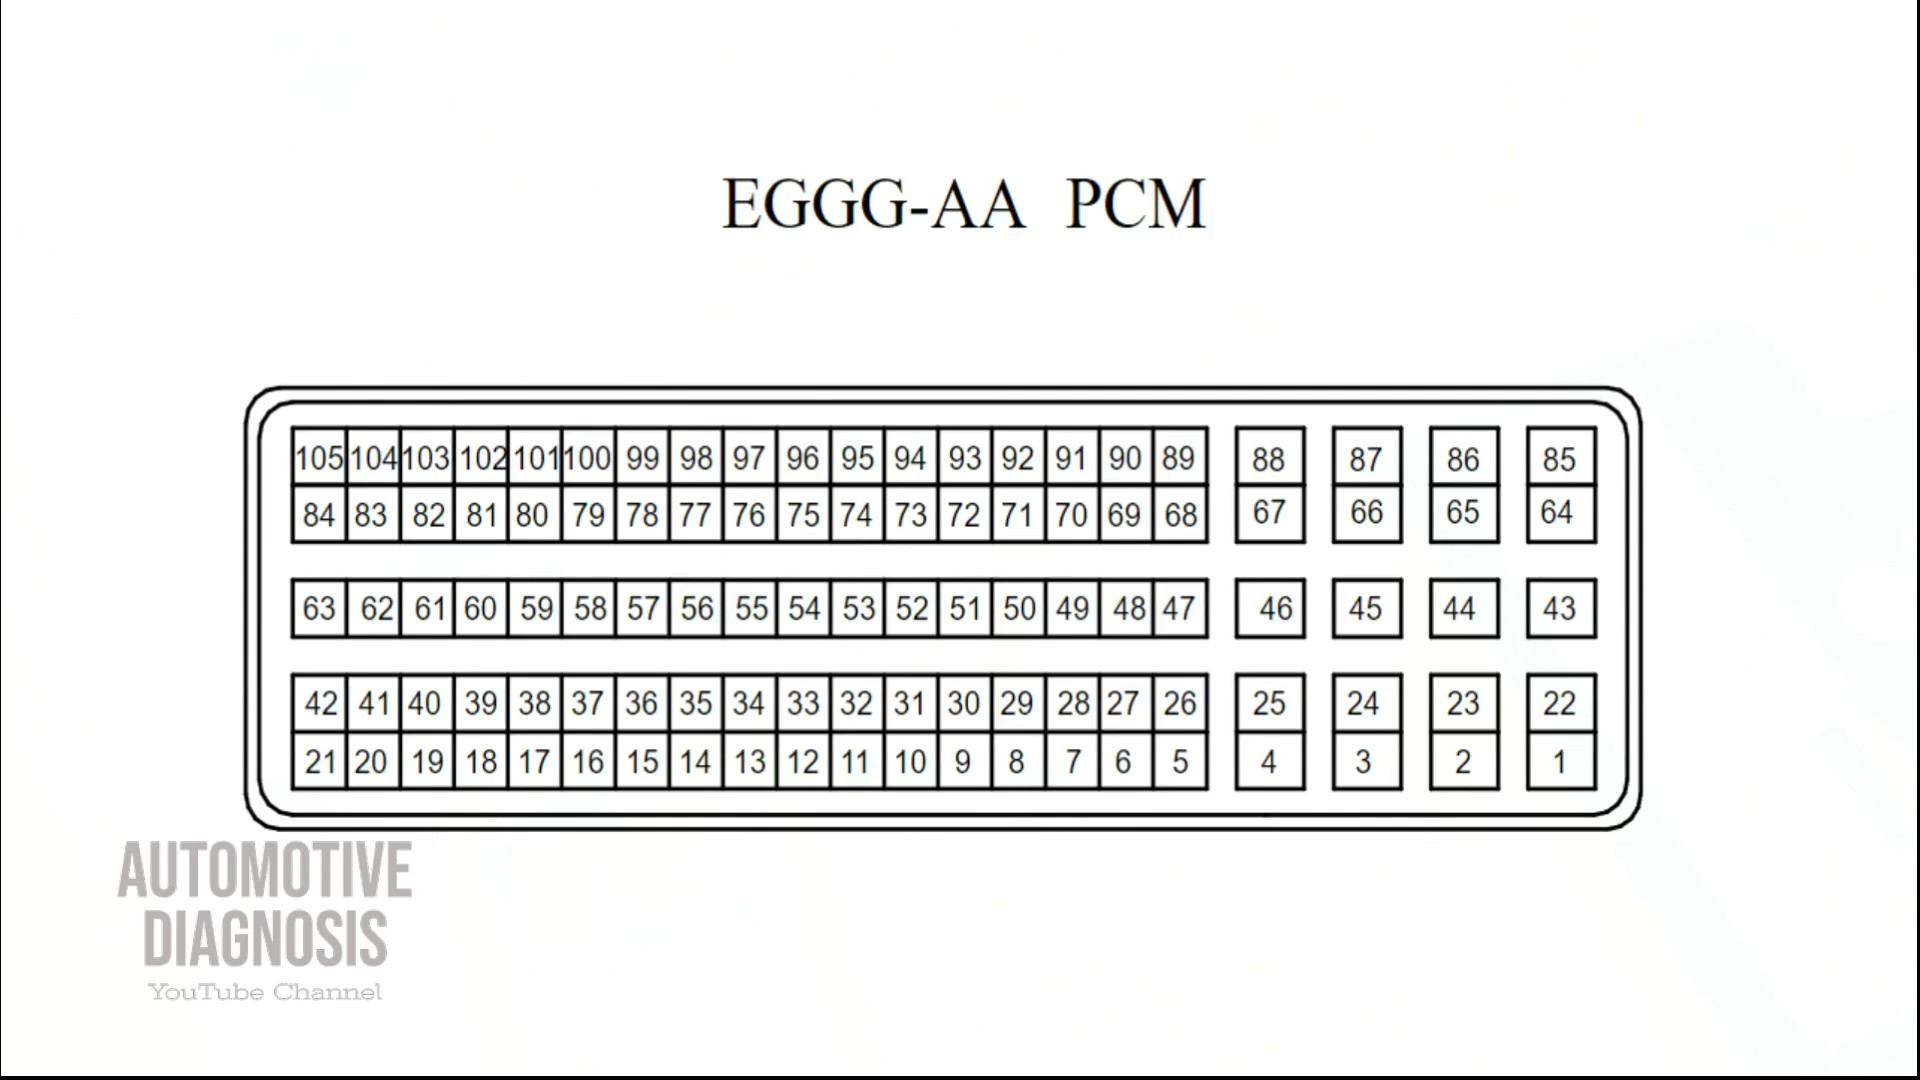 EGGG-AA PCM
105 104 103 102 101 100 99 98 97 96 95 94 93 92 91 90 89 88 87 86 85
84 83 82 81 80 79 78 77 76 75 74 73 72 71 70 69 68 67 66 65 64
63 62 61 60 59 58 57 56 55 54 53 52 51 50 49 48 47 46 45 44 43
42 41 40 39 38 37 36 35 34 33 32 31 30 29 28 27 26 25 24 23 22
21 20 19 18 17 16 15 14 13 12 11 10 9 8 7 6 5 4 3 2 1
AUTOMOTIVE
DIAGNOSIS
YouTube Channel